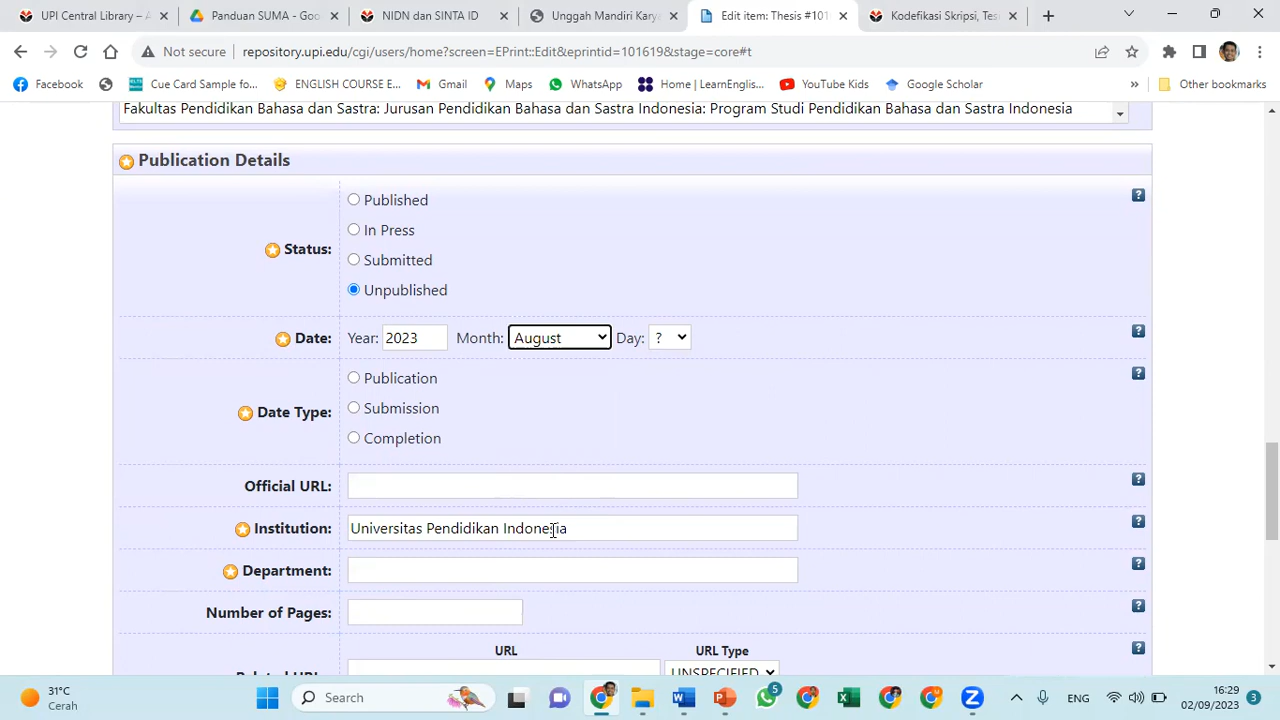 UPI Central Library – A
Panduan SUMA - Goo
NIDN dan SINTA ID
Unggah Mandiri Karya
Edit item: Thesis #101
Kodefikasi Skripsi, Tes
Not secure
repository.upi.edu/cgi/users/home?screen=EPrint::Edit&eprintid=101619&stage=core#t
Facebook
Cue Card Sample fo...
ENGLISH COURSE E...
Gmail
Maps
WhatsApp
Home | LearnEnglis...
YouTube Kids
Google Scholar
»
Other bookmarks
Fakultas Pendidikan Bahasa dan Sastra: Jurusan Pendidikan Bahasa dan Sastra Indonesia: Program Studi Pendidikan Bahasa dan Sastra Indonesia
Publication Details
Status:
Published
In Press
Submitted
Unpublished
Date: Year: 2023 Month: August Day: ?
Date Type:
Publication
Submission
Completion
Official URL:
Institution: Universitas Pendidikan Indonesia
Department:
Number of Pages:
URL URL Type
Related URLs: UNSPECIFIED
31°C
Cerah
Search
5
ENG
16:29
02/09/2023
3